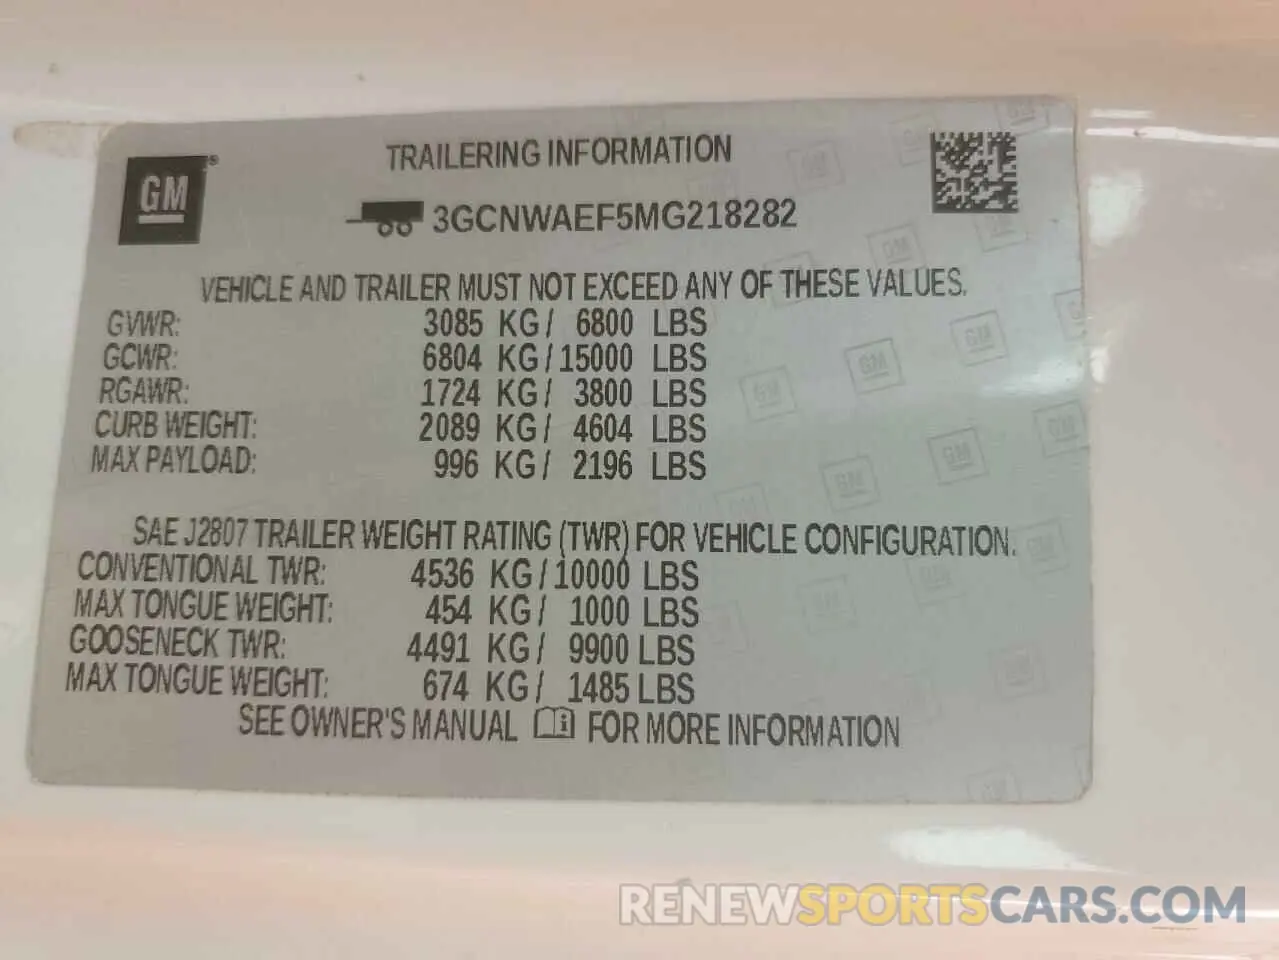 TRAILERING INFORMATION
GM®
3GCNWAEF5MG218282
VEHICLE AND TRAILER MUST NOT EXCEED ANY OF THESE VALUES.
GVWR: 3085 KG/ 6800 LBS
GCWR: 6804 KG/15000 LBS
RGAWR: 1724 KG/ 3800 LBS
CURB WEIGHT: 2089 KG/ 4604 LBS
MAX PAYLOAD: 996 KG/ 2196 LBS
SAE J2807 TRAILER WEIGHT RATING (TWR) FOR VEHICLE CONFIGURATION.
CONVENTIONAL TWR: 4536 KG/10000 LBS
MAX TONGUE WEIGHT: 454 KG/ 1000 LBS
GOOSENECK TWR: 4491 KG/ 9900 LBS
MAX TONGUE WEIGHT: 674 KG/ 1485 LBS
SEE OWNER'S MANUAL FOR MORE INFORMATION
RENEWSPORTSCARS.COM